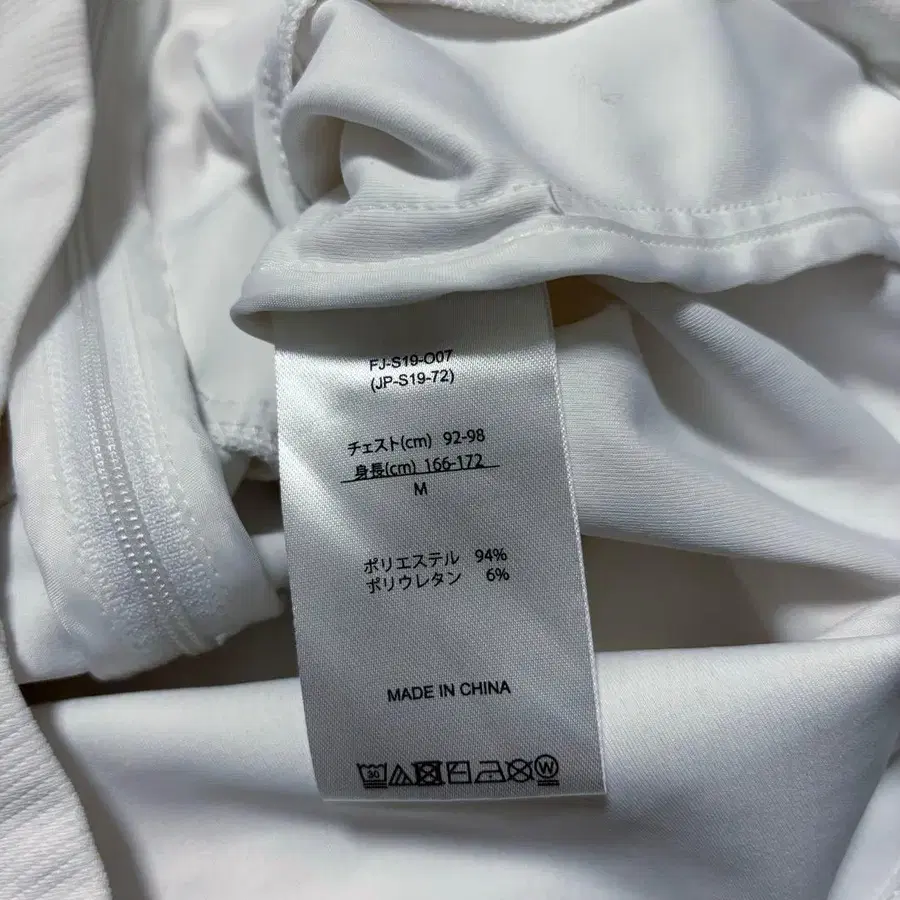 FJ-S19-O07
(JP-S19-72)
チェスト(cm) 92-98
身長(cm) 166-172
M
ポリエステル 94%
ポリウレタン 6%
MADE IN CHINA
30 W